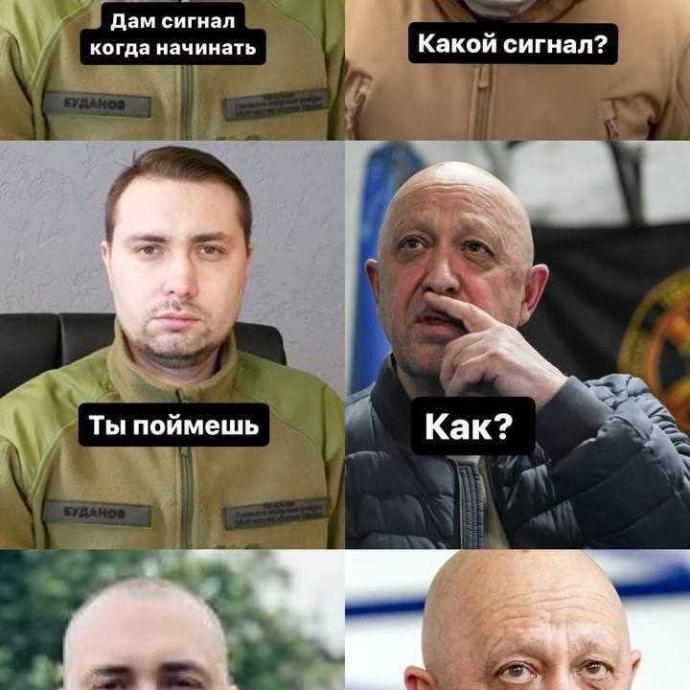 Дам сигнал
когда начинать
Какой сигнал?
БУДАНОВ
Ты поймешь
Как?
БУДАНОВ